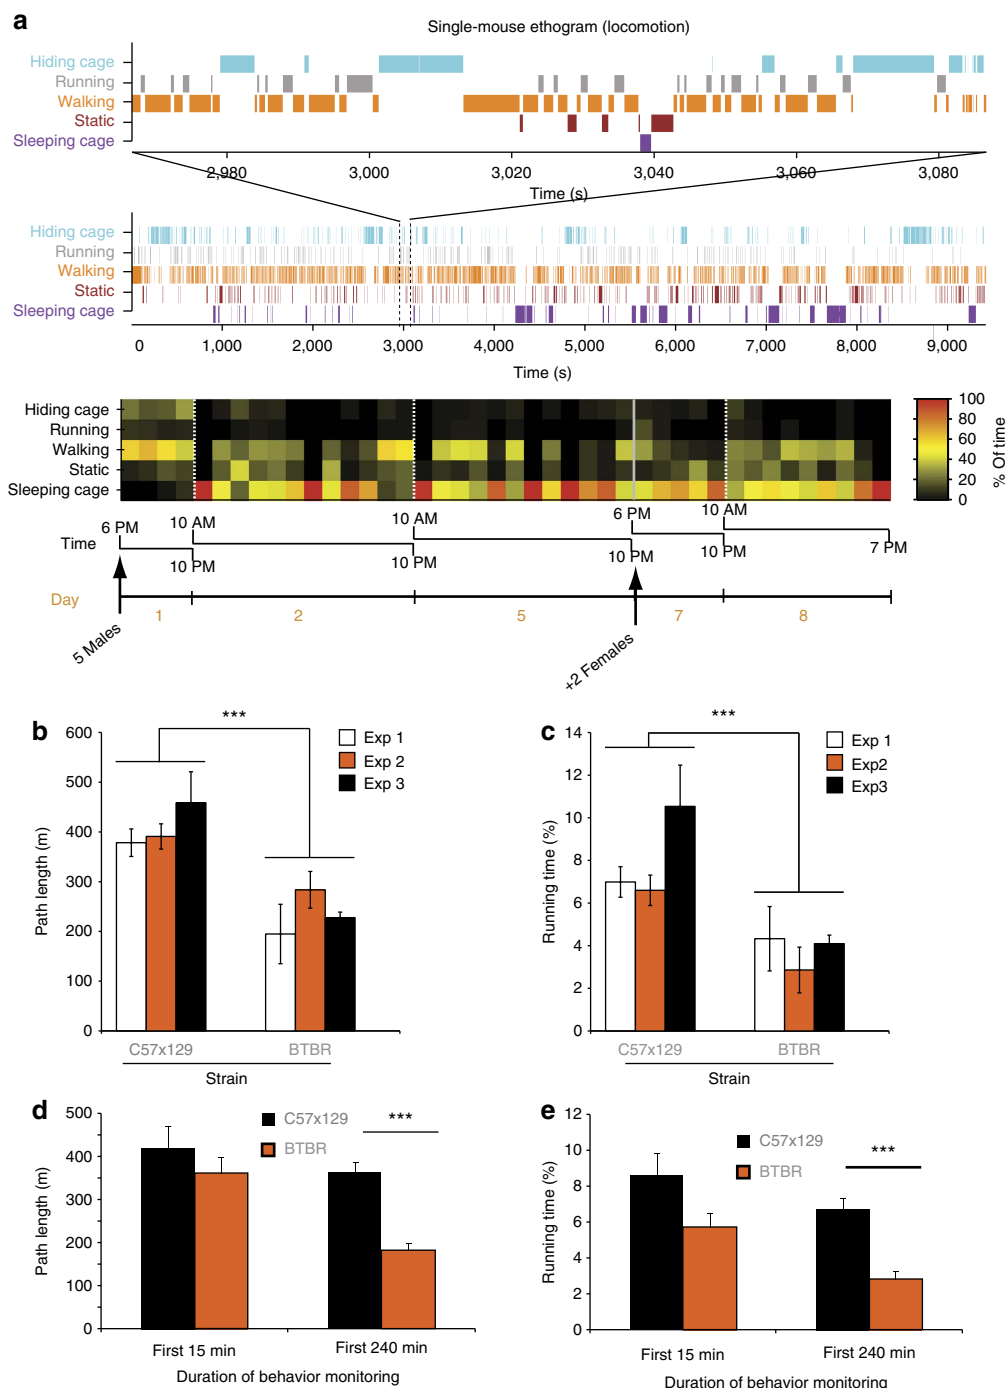 a
Single-mouse ethogram (locomotion)
Hiding cage
Running
Walking
Static
Sleeping cage
2,980 3,000 3,020 3,040 3,060 3,080
Time (s)
Hiding cage
Running
Walking
Static
Sleeping cage
0 1,000 2,000 3,000 4,000 5,000 6,000 7,000 8,000 9,000
Time (s)
Hiding cage
Running
Walking
Static
Sleeping cage
100
80
60
40
20
0
% Of time
6 PM 10 AM 10 AM 6 PM 10 AM
Time
10 PM 10 PM 10 PM 10 PM 7 PM
Day
1 2 5 7 8
5 Males
+2 Females
b
600
500
400
300
200
100
0
Path length (m)
***
Exp 1
Exp 2
Exp 3
C57x129 BTBR
Strain
c
14
12
10
8
6
4
2
0
Running time (%)
***
Exp 1
Exp2
Exp3
C57x129 BTBR
Strain
d
500
400
300
200
300
100
0
Path length (m)
C57x129
BTBR
***
First 15 min First 240 min
Duration of behavior monitoring
e
12
10
8
6
4
2
0
Running time (%)
C57x129
BTBR
***
First 15 min First 240 min
Duration of behavior monitoring